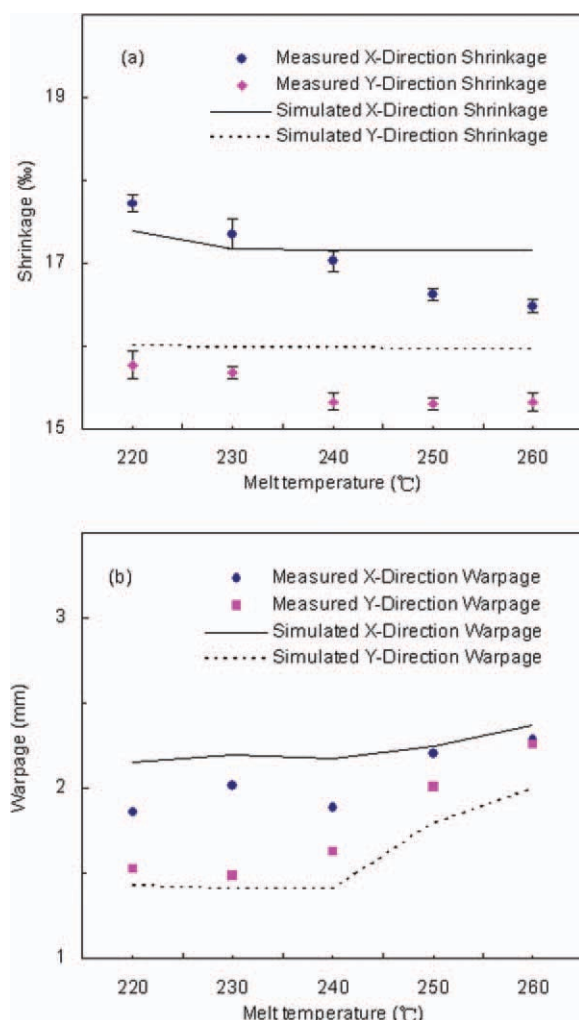 (a)
Measured X-Direction Shrinkage
Measured Y-Direction Shrinkage
Simulated X-Direction Shrinkage
Simulated Y-Direction Shrinkage
19
17
15
Shrinkage (‰)
220 230 240 250 260
Melt temperature (℃)
(b)
Measured X-Direction Warpage
Measured Y-Direction Warpage
Simulated X-Direction Warpage
Simulated Y-Direction Warpage
3
2
1
Warpage (mm)
220 230 240 250 260
Melt temperature (℃)